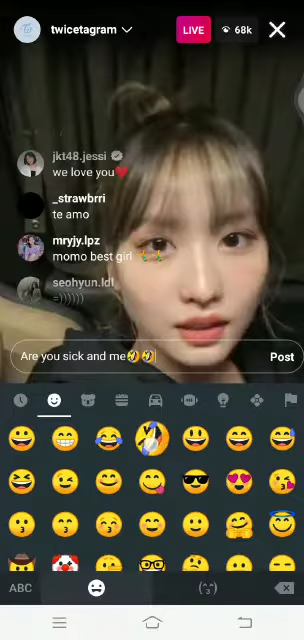 twicetagram
LIVE
68k
jkt48.jessi
we love you❤️
_strawbrri
te amo
mryjy.lpz
momo best girl
seohyun.ldl
=))))))
Are you sick and me🤣🤣
Post
ABC